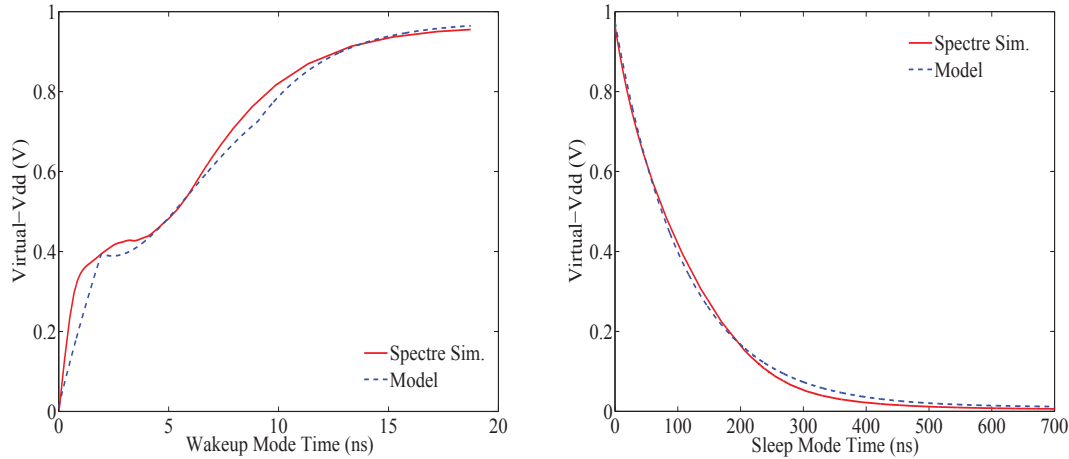 1
0.8
0.6
0.4
0.2
0
Virtual−Vdd (V)
Spectre Sim.
Model
0 5 10 15 20
Wakeup Mode Time (ns)
1
0.8
0.6
0.4
0.2
0
Virtual−Vdd (V)
Spectre Sim.
Model
0 100 200 300 400 500 600 700
Sleep Mode Time (ns)